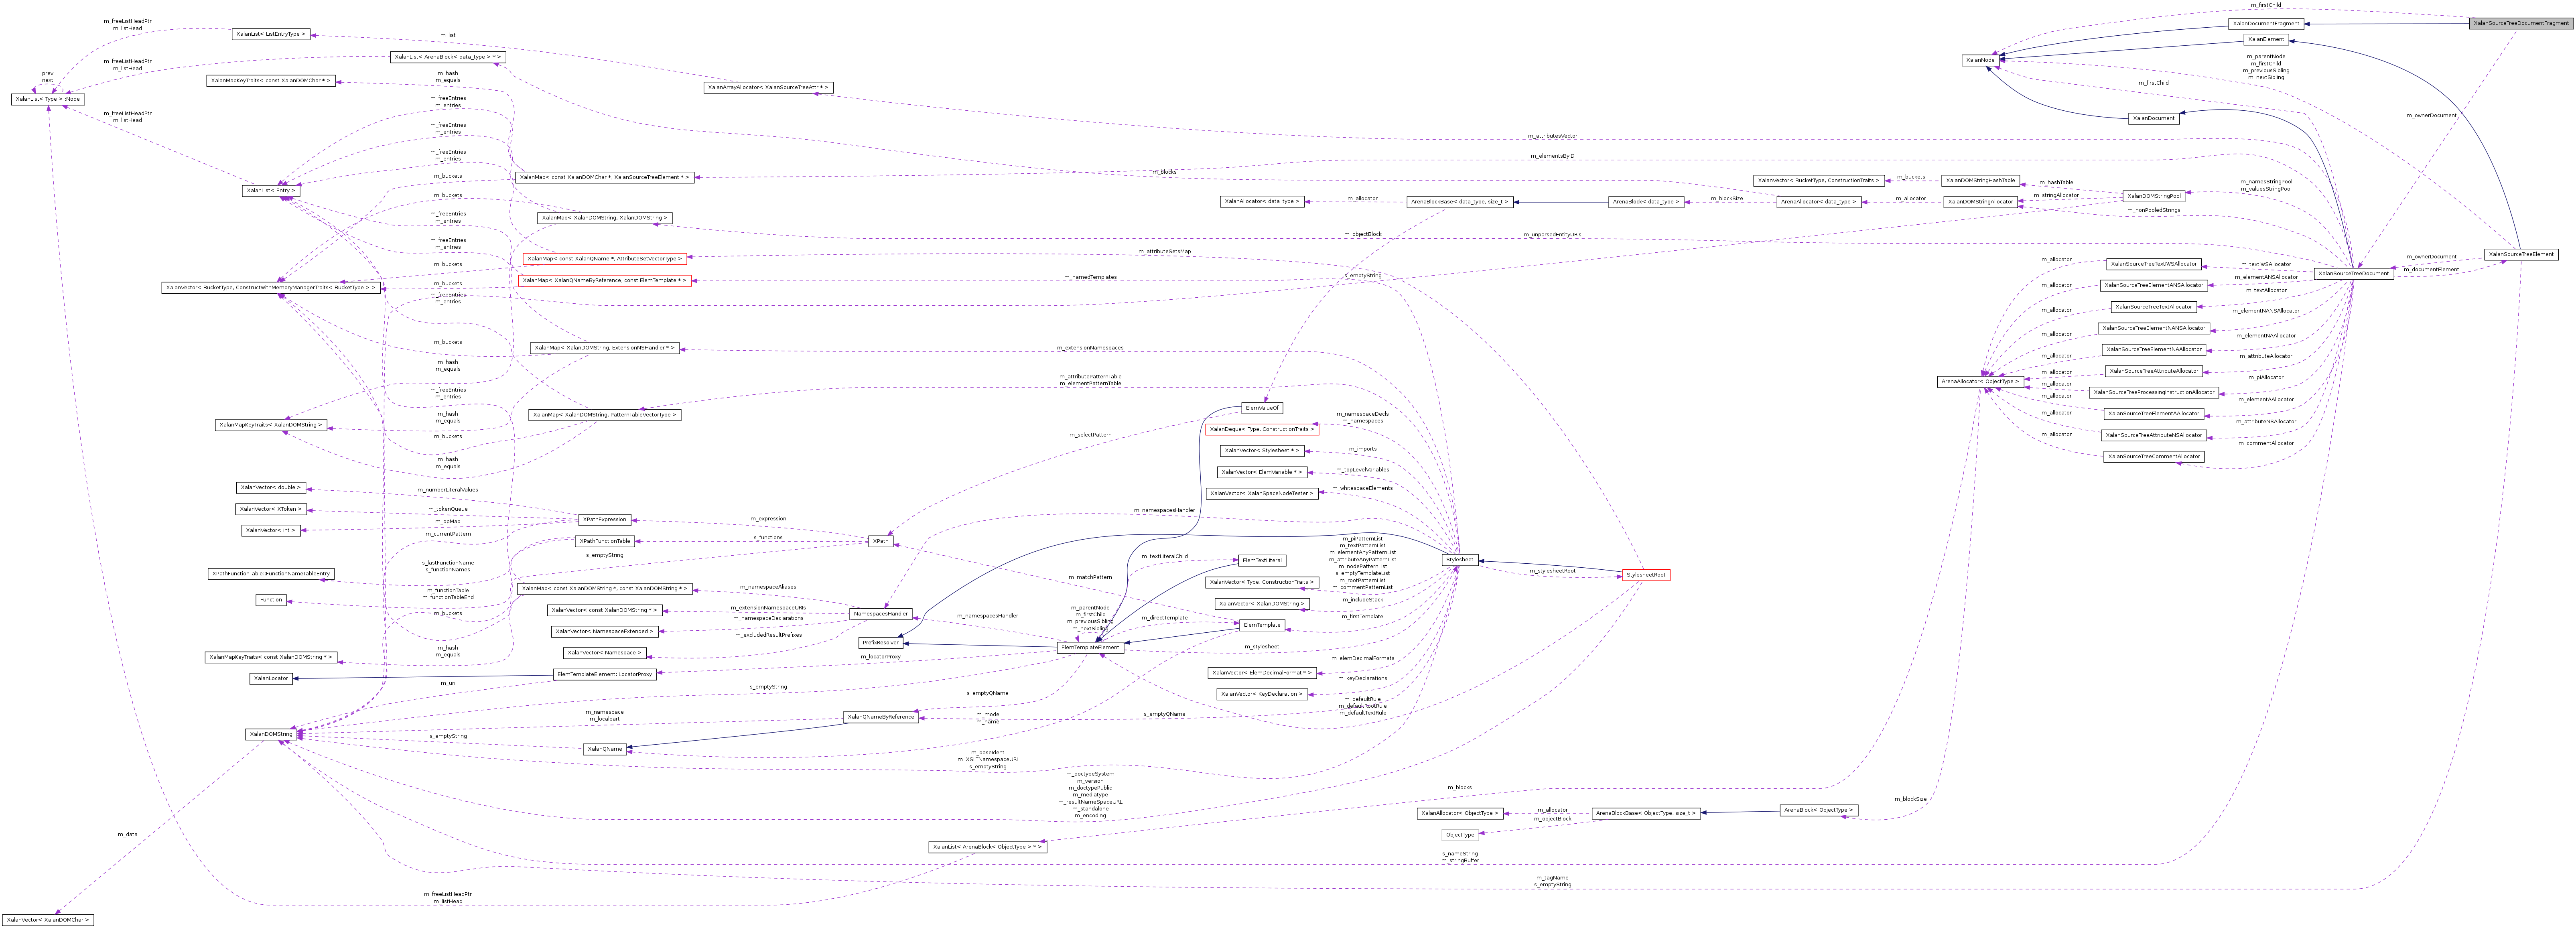 m_firstChild
XalanSourceTreeDocumentFragment
XalanDocumentFragment
m_freeListHeadPtr
m_listHead
XalanList< ListEntryType >
m_list
XalanElement
XalanList< ArenaBlock< data_type > * >
m_freeListHeadPtr
m_listHead
XalanNode
m_parentNode
m_firstChild
m_previousSibling
m_nextSibling
prev
next
XalanMapKeyTraits< const XalanDOMChar * >
m_hash
m_equals
XalanArrayAllocator< XalanSourceTreeAttr * >
m_firstChild
XalanList< Type >::Node
m_freeEntries
m_entries
m_freeListHeadPtr
m_listHead
XalanDocument
m_ownerDocument
m_freeEntries
m_entries
m_attributesVector
m_freeEntries
m_entries
m_elementsByID
m_blocks
m_buckets
XalanMap< const XalanDOMChar *, XalanSourceTreeElement * >
XalanVector< BucketType, ConstructionTraits >
m_buckets
XalanDOMStringHashTable
m_hashTable
m_namesStringPool
m_valuesStringPool
XalanList< Entry >
m_buckets
XalanAllocator< data_type >
m_allocator
ArenaBlockBase< data_type, size_t >
ArenaBlock< data_type >
m_blockSize
ArenaAllocator< data_type >
m_allocator
XalanDOMStringAllocator
m_stringAllocator
XalanDOMStringPool
m_nonPooledStrings
m_freeEntries
m_entries
XalanMap< XalanDOMString, XalanDOMString >
m_objectBlock
m_unparsedEntityURIs
m_freeEntries
m_entries
m_attributeSetsMap
XalanSourceTreeElement
m_ownerDocument
m_documentElement
XalanMap< const XalanQName *, AttributeSetVectorType >
m_buckets
m_namedTemplates
s_emptyString
m_allocator
XalanSourceTreeTextIWSAllocator
m_textIWSAllocator
XalanSourceTreeDocument
XalanVector< BucketType, ConstructWithMemoryManagerTraits< BucketType > >
m_buckets
XalanMap< XalanQNameByReference, const ElemTemplate * >
m_allocator
XalanSourceTreeElementANSAllocator
m_elementANSAllocator
m_freeEntries
m_entries
m_allocator
XalanSourceTreeTextAllocator
m_textAllocator
m_allocator
XalanSourceTreeElementNANSAllocator
m_elementNANSAllocator
m_buckets
XalanMap< XalanDOMString, ExtensionNSHandler * >
m_extensionNamespaces
m_allocator
XalanSourceTreeElementNAAllocator
m_elementNAAllocator
m_hash
m_equals
m_allocator
XalanSourceTreeAttributeAllocator
m_attributeAllocator
m_attributePatternTable
m_elementPatternTable
ArenaAllocator< ObjectType >
m_allocator
XalanSourceTreeProcessingInstructionAllocator
m_piAllocator
m_freeEntries
m_entries
m_allocator
XalanSourceTreeElementAAllocator
m_elementAAllocator
XalanMapKeyTraits< XalanDOMString >
m_hash
m_equals
XalanMap< XalanDOMString, PatternTableVectorType >
ElemValueOf
m_namespaceDecls
m_namespaces
m_allocator
XalanSourceTreeAttributeNSAllocator
m_attributeNSAllocator
m_buckets
m_selectPattern
XalanDeque< Type, ConstructionTraits >
m_allocator
XalanSourceTreeCommentAllocator
m_commentAllocator
m_hash
m_equals
XalanVector< Stylesheet * >
m_imports
XalanVector< ElemVariable * >
m_topLevelVariables
XalanVector< double >
m_numberLiteralValues
XalanVector< XalanSpaceNodeTester >
m_whitespaceElements
XalanVector< XToken >
m_tokenQueue
XalanVector< int >
m_opMap
XPathExpression
m_expression
m_namespacesHandler
m_currentPattern
XPathFunctionTable
s_functions
XPath
s_emptyString
m_textLiteralChild
ElemTextLiteral
m_piPatternList
m_textPatternList
m_elementAnyPatternList
m_attributeAnyPatternList
m_nodePatternList
s_emptyTemplateList
m_rootPatternList
m_commentPatternList
Stylesheet
m_stylesheetRoot
StylesheetRoot
s_lastFunctionName
s_functionNames
XPathFunctionTable::FunctionNameTableEntry
m_matchPattern
XalanVector< Type, ConstructionTraits >
Function
m_functionTable
m_functionTableEnd
XalanMap< const XalanDOMString *, const XalanDOMString * >
m_namespaceAliases
XalanVector< XalanDOMString >
m_includeStack
m_buckets
XalanVector< const XalanDOMString * >
m_extensionNamespaceURIs
NamespacesHandler
m_namespacesHandler
m_parentNode
m_firstChild
m_previousSibling
m_nextSibling
m_directTemplate
ElemTemplate
m_firstTemplate
XalanVector< NamespaceExtended >
m_namespaceDeclarations
m_excludedResultPrefixes
PrefixResolver
ElemTemplateElement
m_stylesheet
m_hash
m_equals
XalanMapKeyTraits< const XalanDOMString * >
XalanVector< Namespace >
m_locatorProxy
XalanVector< ElemDecimalFormat * >
m_elemDecimalFormats
XalanLocator
m_uri
ElemTemplateElement::LocatorProxy
s_emptyString
s_emptyQName
XalanVector< KeyDeclaration >
m_keyDeclarations
m_namespace
m_localpart
XalanQNameByReference
m_mode
m_name
s_emptyQName
m_defaultRule
m_defaultRootRule
m_defaultTextRule
XalanDOMString
s_emptyString
XalanQName
m_baseIdent
m_XSLTNamespaceURI
s_emptyString
m_doctypeSystem
m_version
m_doctypePublic
m_mediatype
m_resultNameSpaceURL
m_standalone
m_encoding
m_blocks
m_blockSize
XalanAllocator< ObjectType >
m_allocator
m_objectBlock
ArenaBlockBase< ObjectType, size_t >
ArenaBlock< ObjectType >
m_data
ObjectType
XalanList< ArenaBlock< ObjectType > * >
s_nameString
m_stringBuffer
m_tagName
s_emptyString
m_freeListHeadPtr
m_listHead
XalanVector< XalanDOMChar >